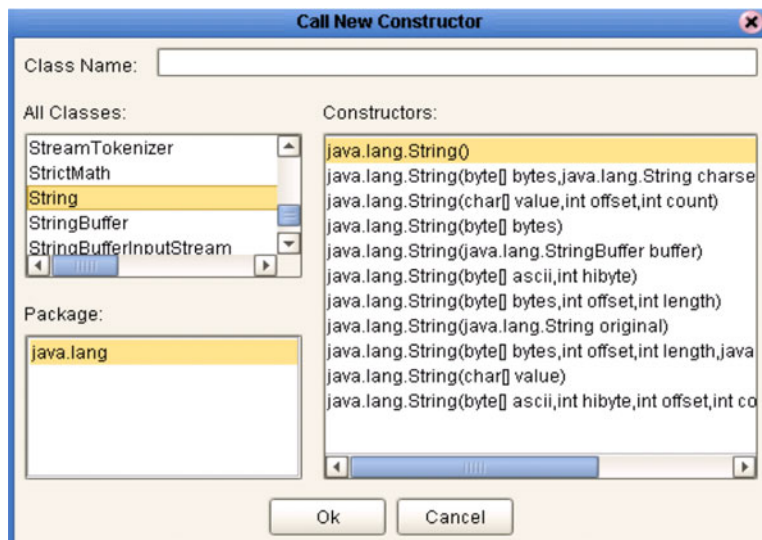 Call New Constructor
Class Name:
All Classes:
StreamTokenizer
StrictMath
String
StringBuffer
StringBufferInputStream
Package:
java.lang
Constructors:
java.lang.String()
java.lang.String(byte[] bytes,java.lang.String charse
java.lang.String(char[] value,int offset,int count)
java.lang.String(byte[] bytes)
java.lang.String(java.lang.StringBuffer buffer)
java.lang.String(byte[] ascii,int hibyte)
java.lang.String(byte[] bytes,int offset,int length)
java.lang.String(java.lang.String original)
java.lang.String(byte[] bytes,int offset,int length,java
java.lang.String(char[] value)
java.lang.String(byte[] ascii,int hibyte,int offset,int co
Ok
Cancel